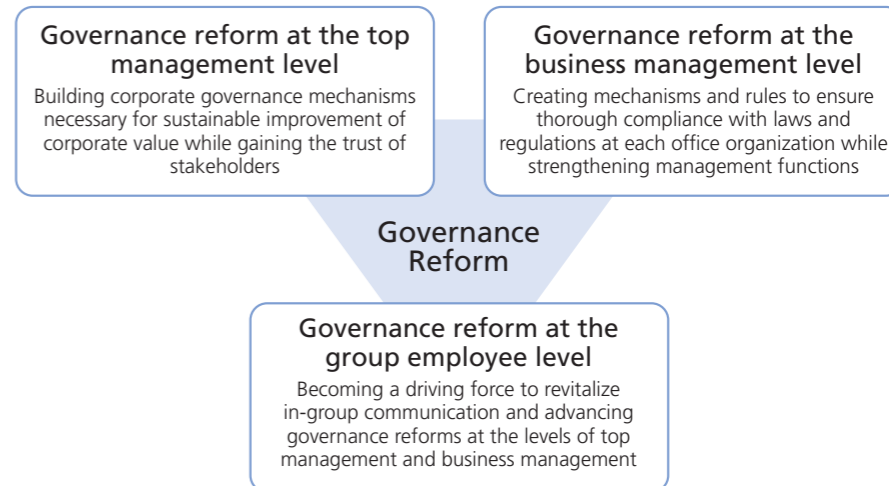 Governance reform at the top
management level
Building corporate governance mechanisms
necessary for sustainable improvement of
corporate value while gaining the trust of
stakeholders
Governance reform at the
business management level
Creating mechanisms and rules to ensure
thorough compliance with laws and
regulations at each office organization while
strengthening management functions
Governance
Reform
Governance reform at the
group employee level
Becoming a driving force to revitalize
in-group communication and advancing
governance reforms at the levels of top
management and business management